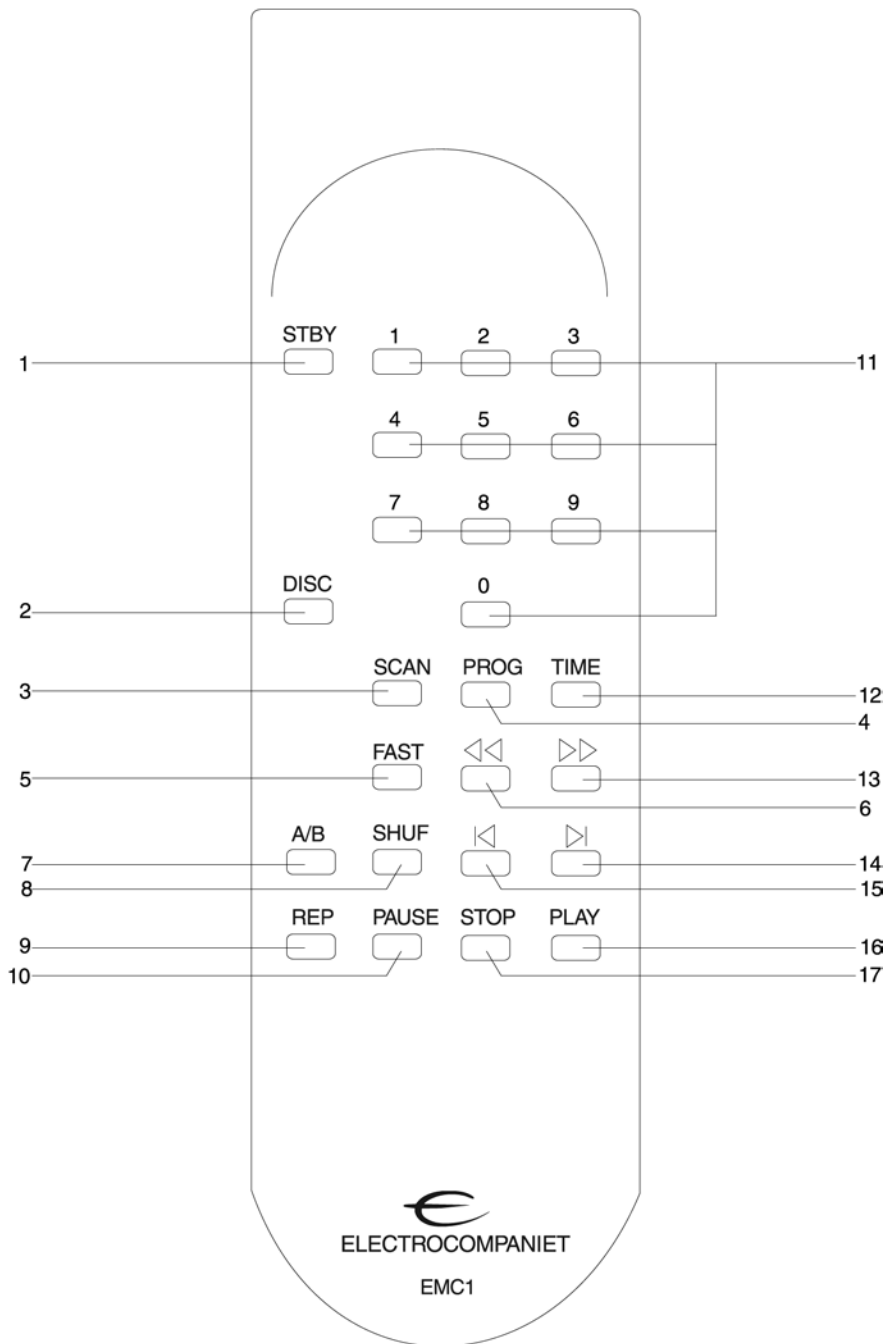 STBY 1 2 3
1 11
4 5 6
7 8 9
DISC 0
2
SCAN PROG TIME
3 12
4
FAST
5 13
6
A/B SHUF
7 14
8 15
REP PAUSE STOP PLAY
9 16
10 17
ELECTROCOMPANIET
EMC1